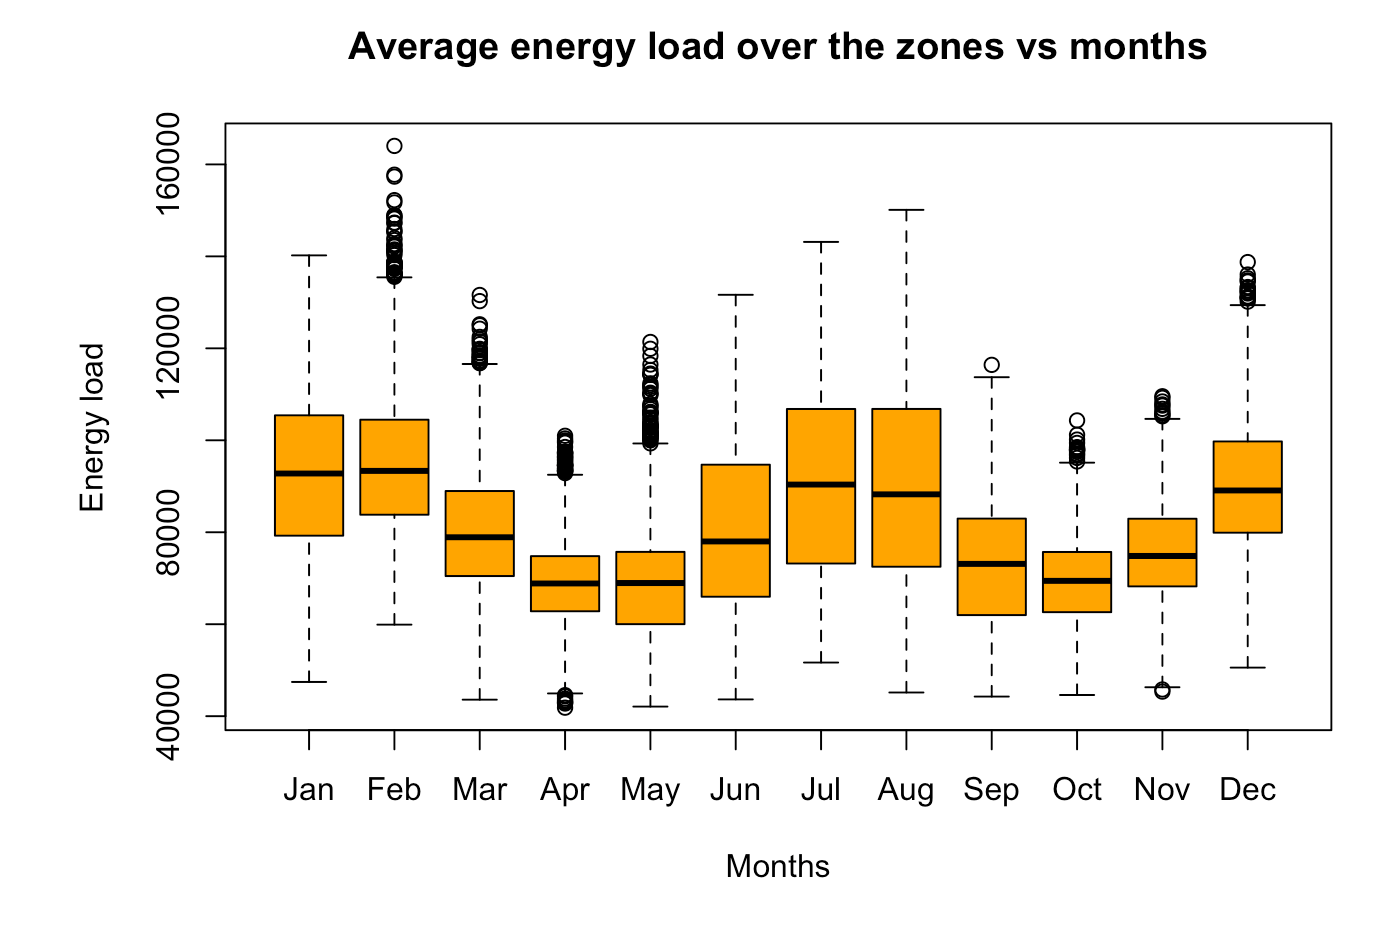 Average energy load over the zones vs months
160000
120000
80000
40000
Energy load
Jan Feb Mar Apr May Jun Jul Aug Sep Oct Nov Dec
Months